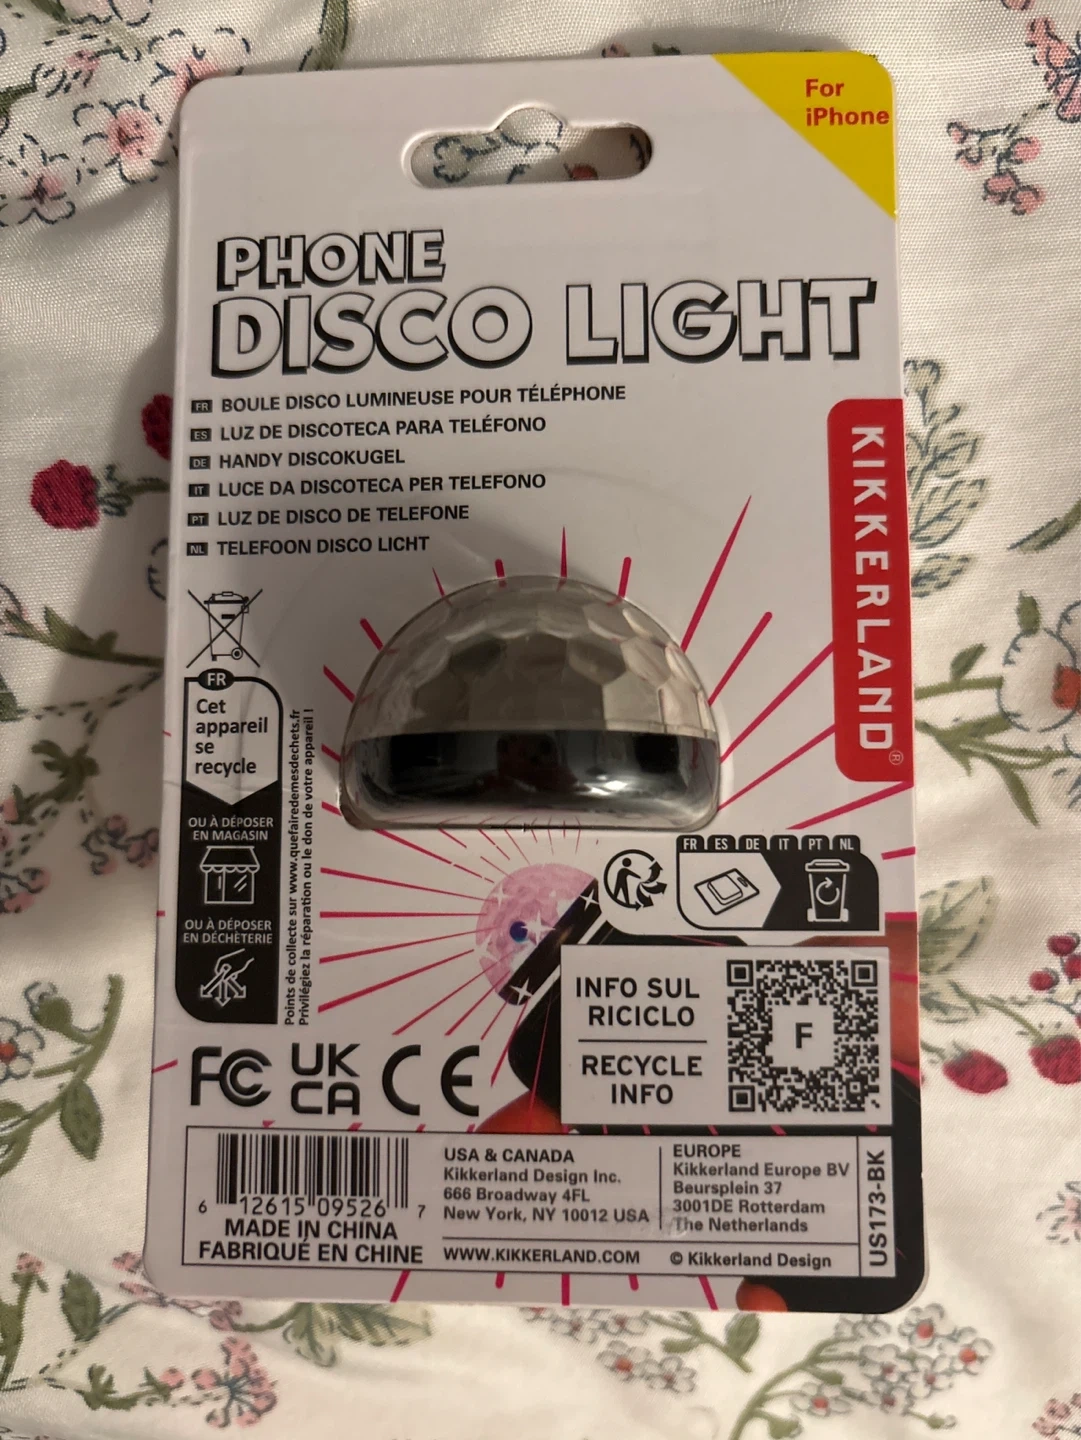 For
iPhone
PHONE
DISCO LIGHT
FR BOULE DISCO LUMINEUSE POUR TÉLÉPHONE
ES LUZ DE DISCOTECA PARA TELÉFONO
DE HANDY DISCOKUGEL
IT LUCE DA DISCOTECA PER TELEFONO
PT LUZ DE DISCO DE TELEFONE
NL TELEFOON DISCO LICHT
KIKKERLAND®
FR
Cet
appareil
se
recycle
OU À DÉPOSER
EN MAGASIN
OU À DÉPOSER
EN DÉCHÈTERIE
Points de collecte sur www.quefairedemesdechets.fr
Privilégiez la réparation ou le don de votre appareil !
FR ES DE IT PT NL
INFO SUL
RICICLO
RECYCLE
INFO
F
FC
UK
CA
CE
6 12615 09526 7
MADE IN CHINA
FABRIQUÉ EN CHINE
USA & CANADA
Kikkerland Design Inc.
666 Broadway 4FL
New York, NY 10012 USA
EUROPE
Kikkerland Europe BV
Beursplein 37
3001DE Rotterdam
The Netherlands
WWW.KIKKERLAND.COM
© Kikkerland Design
US173-BK